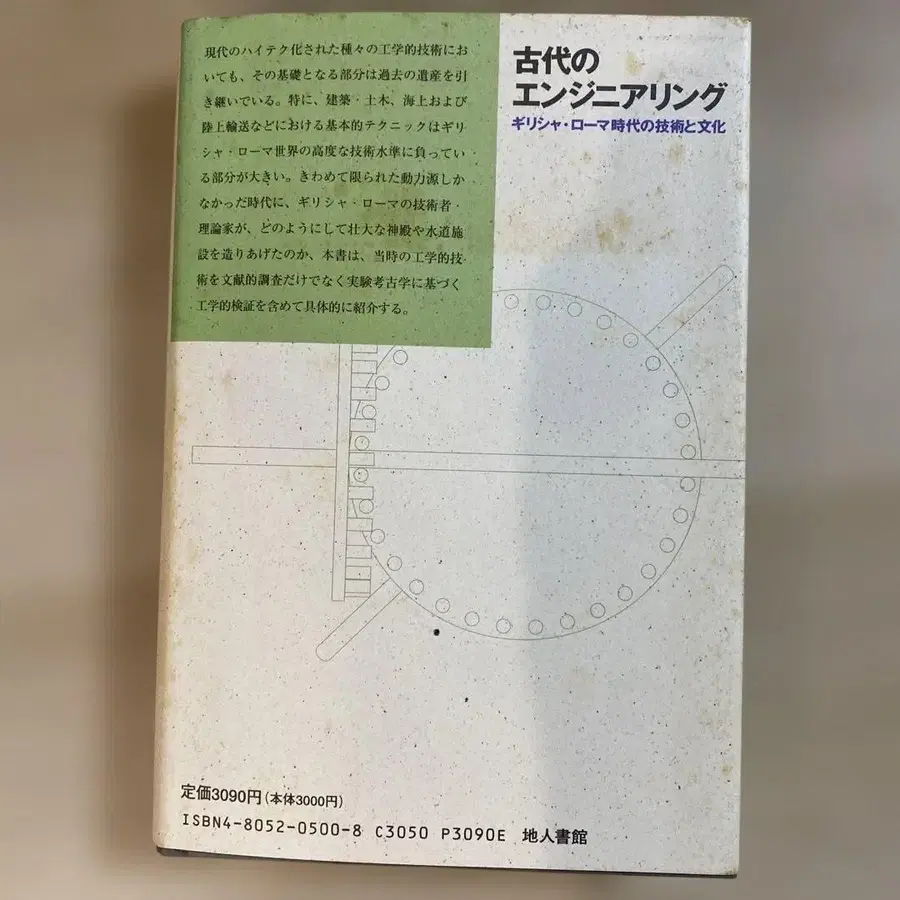 現代のハイテク化された種々の工学的技術にお
いても、その基礎となる部分は過去の遺産を引
き継いでいる。特に、建築・土木、海上および
陸上輸送などにおける基本的テクニックはギリ
シャ・ローマ世界の高度な技術水準に負ってい
る部分が大きい。きわめて限られた動力源しか
なかった時代に、ギリシャ・ローマの技術者・
理論家が、どのようにして壮大な神殿や水道施
設を造りあげたのか、本書は、当時の工学的技
術を文献的調査だけでなく実験考古学に基づく
工学的検証を含めて具体的に紹介する。
古代の
エンジニアリング
ギリシャ・ローマ時代の技術と文化
定価3090円(本体3000円)
ISBN4-8052-0500-8 C3050 P3090E 地人書館